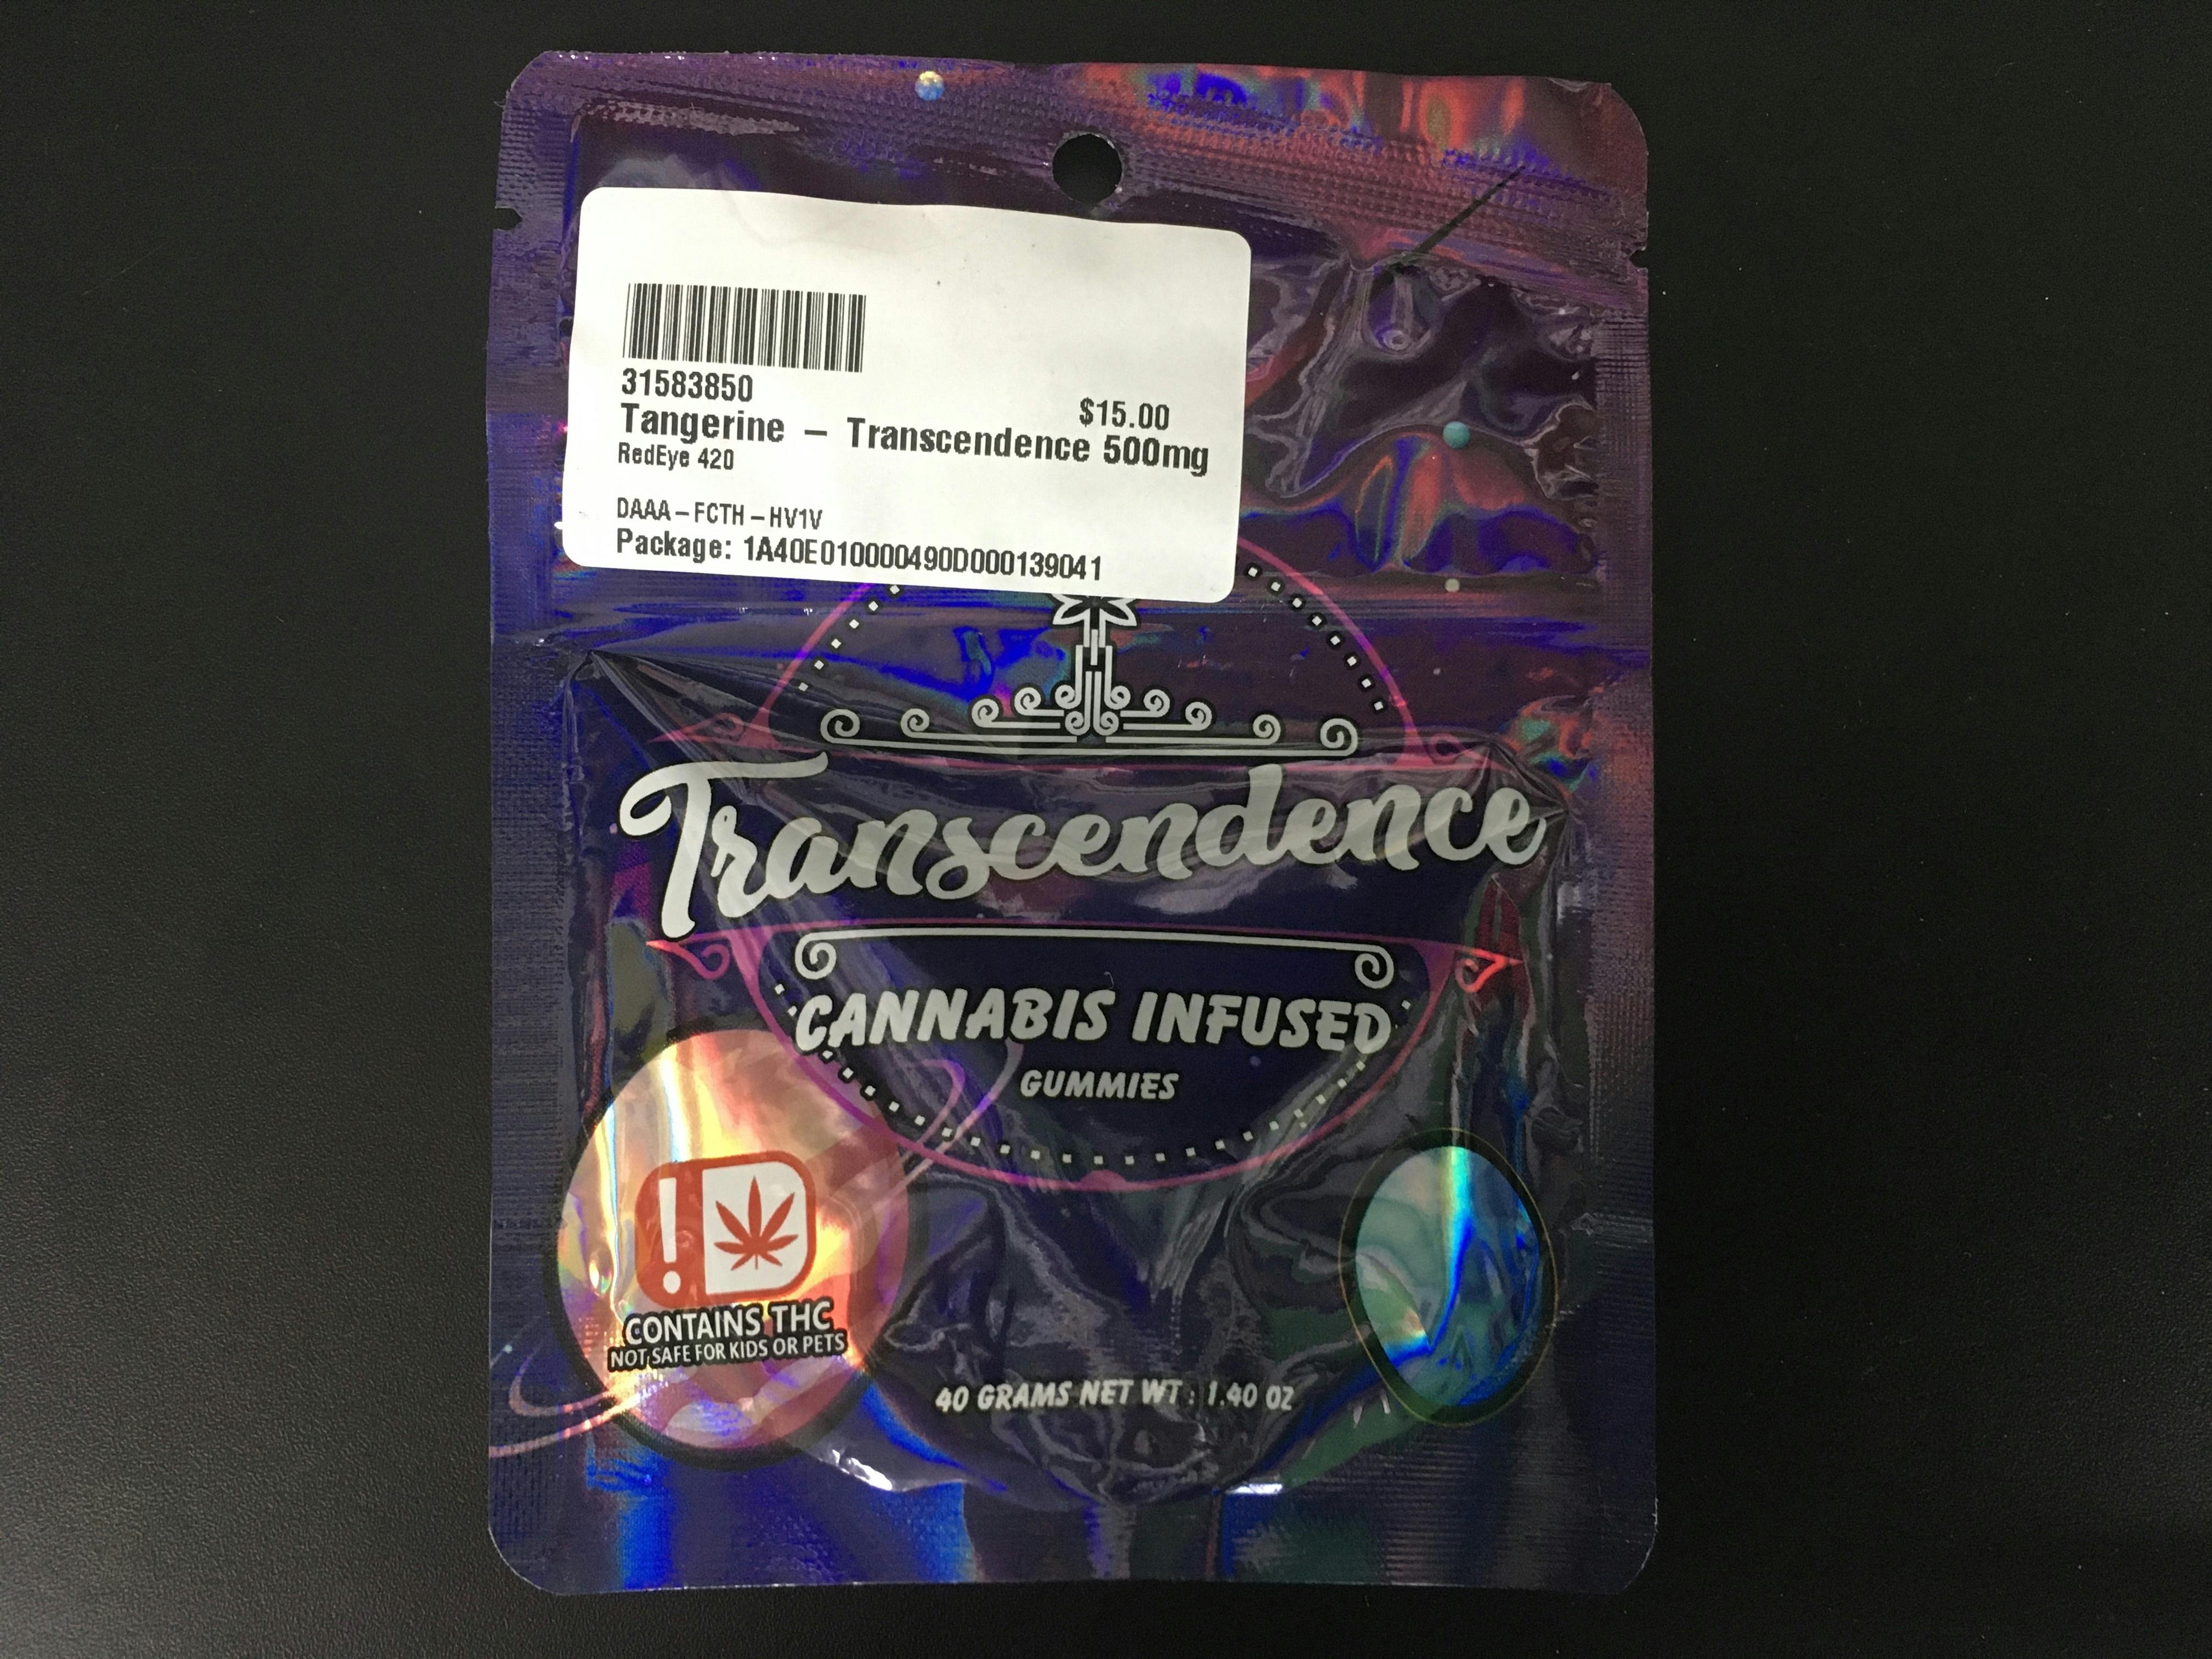 31583850
$15.00
Tangerine – Transcendence 500mg
RedEye 420
DAAA – FCTH – HV1V
Package: 1A40E010000490D000139041
Transcendence
CANNABIS INFUSED
GUMMIES
!
CONTAINS THC
NOT SAFE FOR KIDS OR PETS
40 GRAMS NET WT : 1.40 OZ